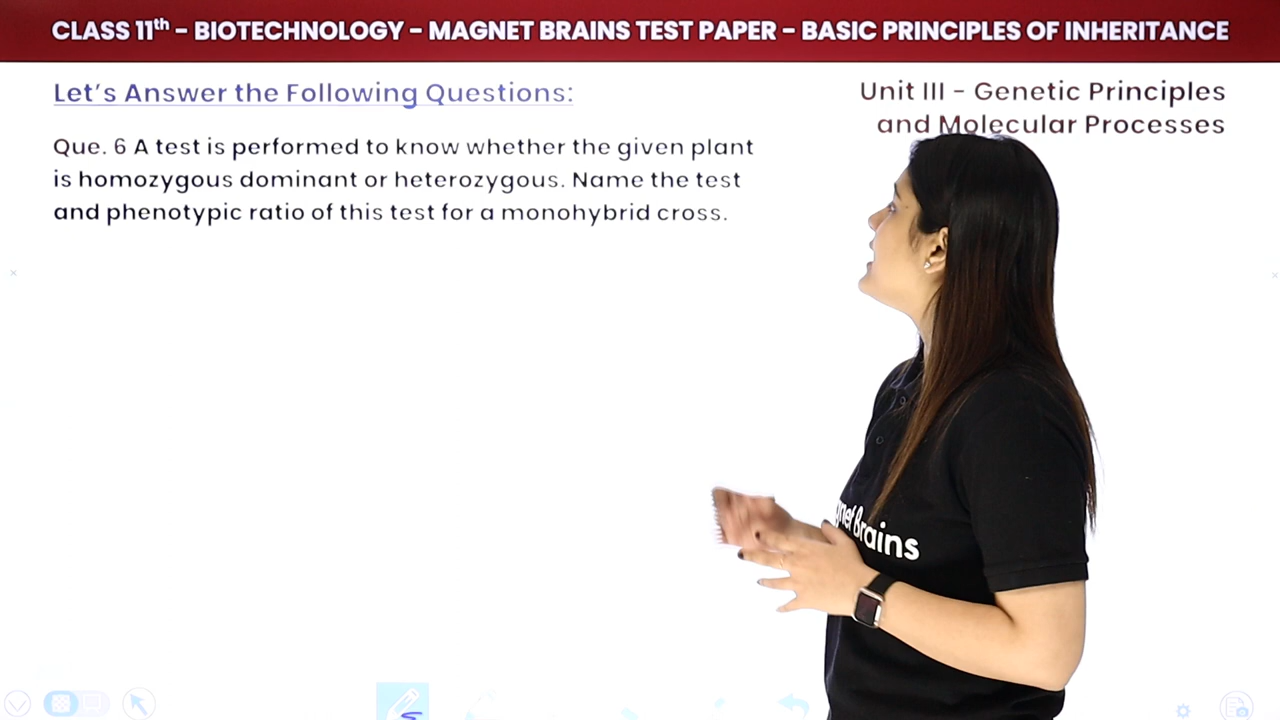 CLASS 11th – BIOTECHNOLOGY – MAGNET BRAINS TEST PAPER – BASIC PRINCIPLES OF INHERITANCE
Let's Answer the Following Questions:
Unit III – Genetic Principles
and Molecular Processes
Que. 6 A test is performed to know whether the given plant
is homozygous dominant or heterozygous. Name the test
and phenotypic ratio of this test for a monohybrid cross.
Brains